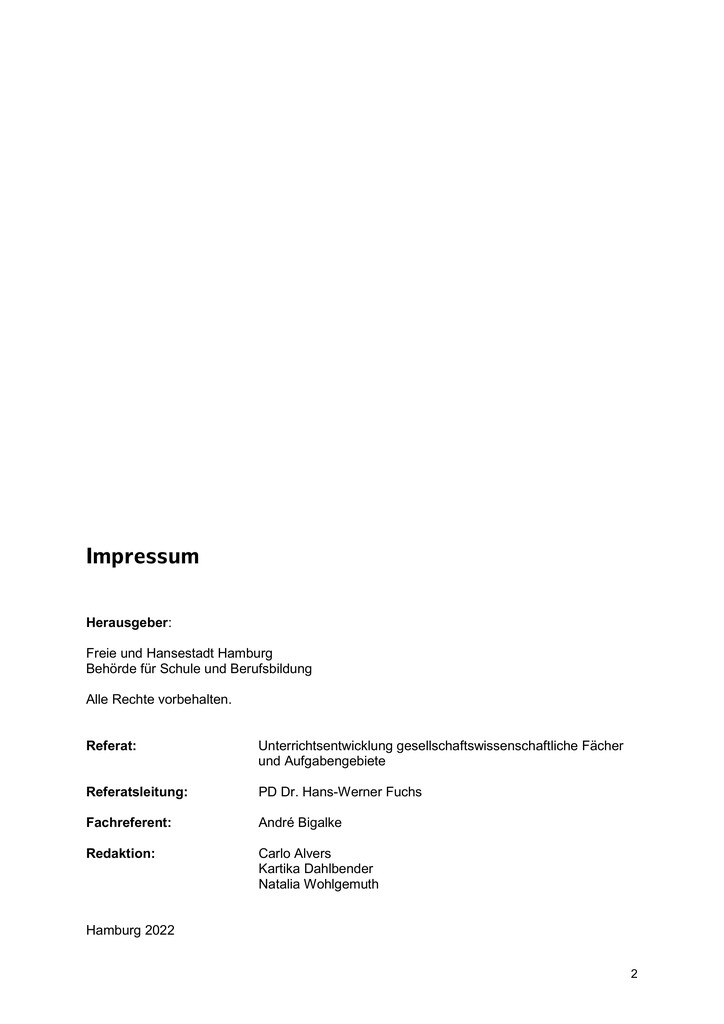 Impressum
Herausgeber:
Freie und Hansestadt Hamburg
Behörde für Schule und Berufsbildung
Alle Rechte vorbehalten.
Referat: Unterrichtsentwicklung gesellschaftswissenschaftliche Fächer
und Aufgabengebiete
Referatsleitung: PD Dr. Hans-Werner Fuchs
Fachreferent: André Bigalke
Redaktion: Carlo Alvers
Kartika Dahlbender
Natalia Wohlgemuth
Hamburg 2022
2